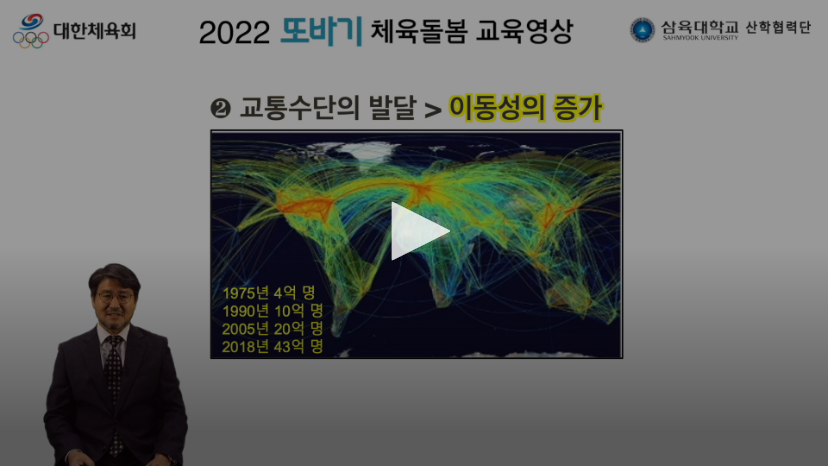 대한체육회
2022 또바기 체육돌봄 교육영상
삼육대학교 산학협력단
SAHMYOOK UNIVERSITY
❷ 교통수단의 발달 > 이동성의 증가
1975년 4억 명
1990년 10억 명
2005년 20억 명
2018년 43억 명